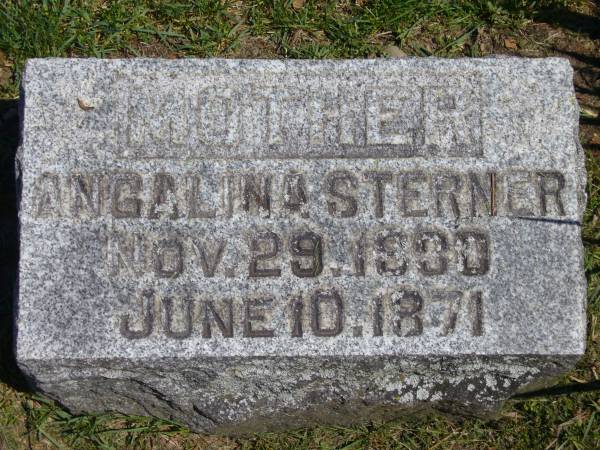 MOTHER
ANGALINA STERNER
NOV. 29. 1830
JUNE 10. 1871